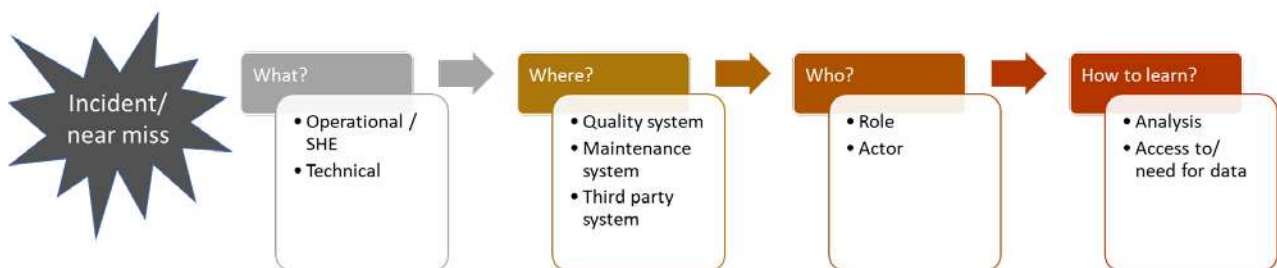 Incident/
near miss
What?
• Operational /
SHE
• Technical
Where?
• Quality system
• Maintenance
system
• Third party
system
Who?
• Role
• Actor
How to learn?
• Analysis
• Access to/
need for data